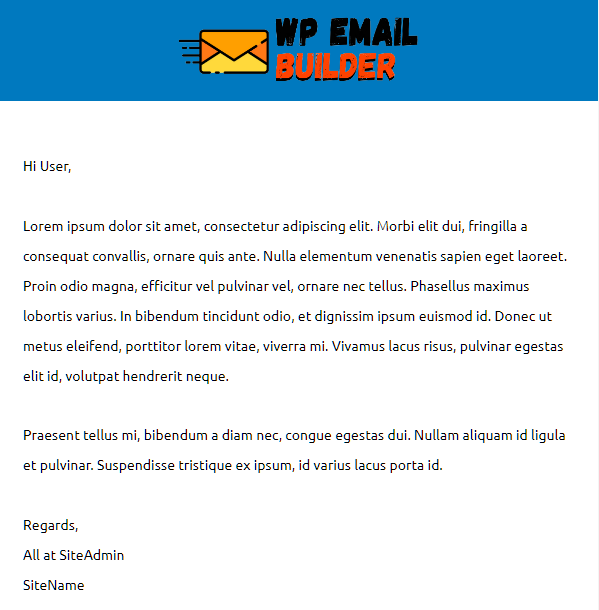 WP EMAIL
BUILDER
Hi User,
Lorem ipsum dolor sit amet, consectetur adipiscing elit. Morbi elit dui, fringilla a
consequat convallis, ornare quis ante. Nulla elementum venenatis sapien eget laoreet.
Proin odio magna, efficitur vel pulvinar vel, ornare nec tellus. Phasellus maximus
lobortis varius. In bibendum tincidunt odio, et dignissim ipsum euismod id. Donec ut
metus eleifend, porttitor lorem vitae, viverra mi. Vivamus lacus risus, pulvinar egestas
elit id, volutpat hendrerit neque.
Praesent tellus mi, bibendum a diam nec, congue egestas dui. Nullam aliquam id ligula
et pulvinar. Suspendisse tristique ex ipsum, id varius lacus porta id.
Regards,
All at SiteAdmin
SiteName